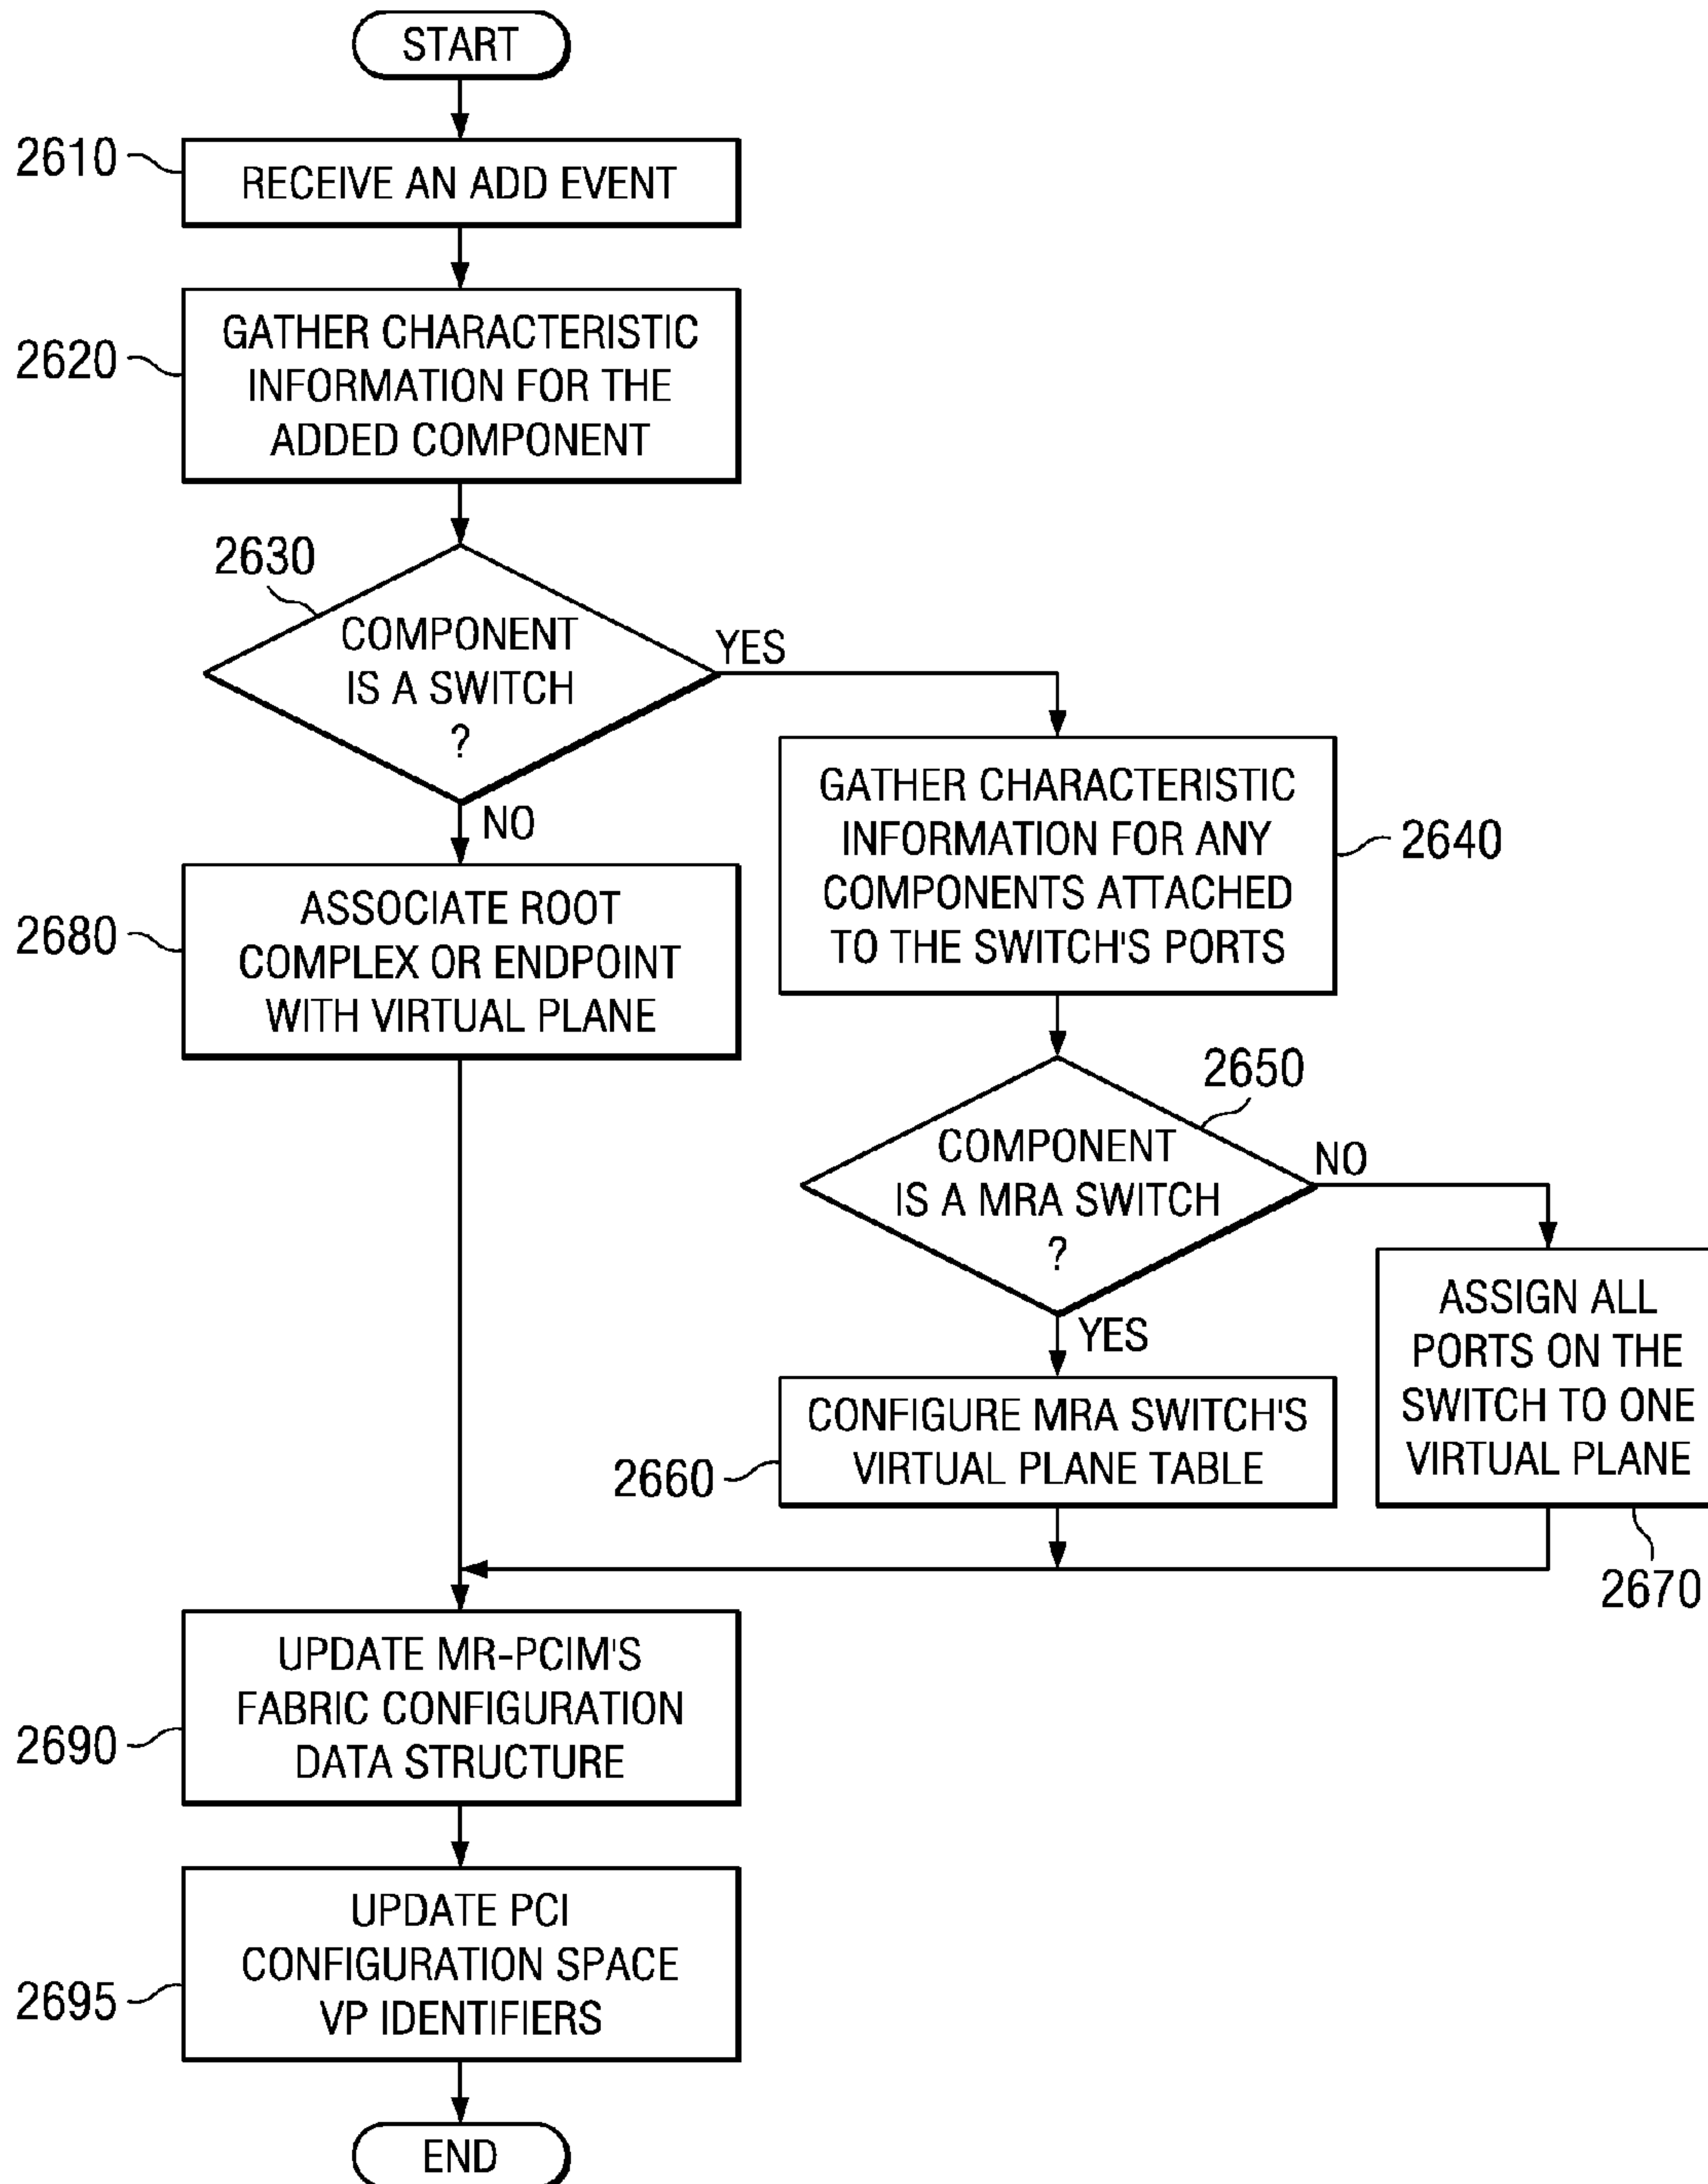 START
2610
RECEIVE AN ADD EVENT
2620
GATHER CHARACTERISTIC
INFORMATION FOR THE
ADDED COMPONENT
2630
COMPONENT
IS A SWITCH
?
YES
NO
2640
GATHER CHARACTERISTIC
INFORMATION FOR ANY
COMPONENTS ATTACHED
TO THE SWITCH'S PORTS
2680
ASSOCIATE ROOT
COMPLEX OR ENDPOINT
WITH VIRTUAL PLANE
2650
COMPONENT
IS A MRA SWITCH
?
NO
YES
2660
CONFIGURE MRA SWITCH'S
VIRTUAL PLANE TABLE
ASSIGN ALL
PORTS ON THE
SWITCH TO ONE
VIRTUAL PLANE
2670
2690
UPDATE MR-PCIM'S
FABRIC CONFIGURATION
DATA STRUCTURE
2695
UPDATE PCI
CONFIGURATION SPACE
VP IDENTIFIERS
END